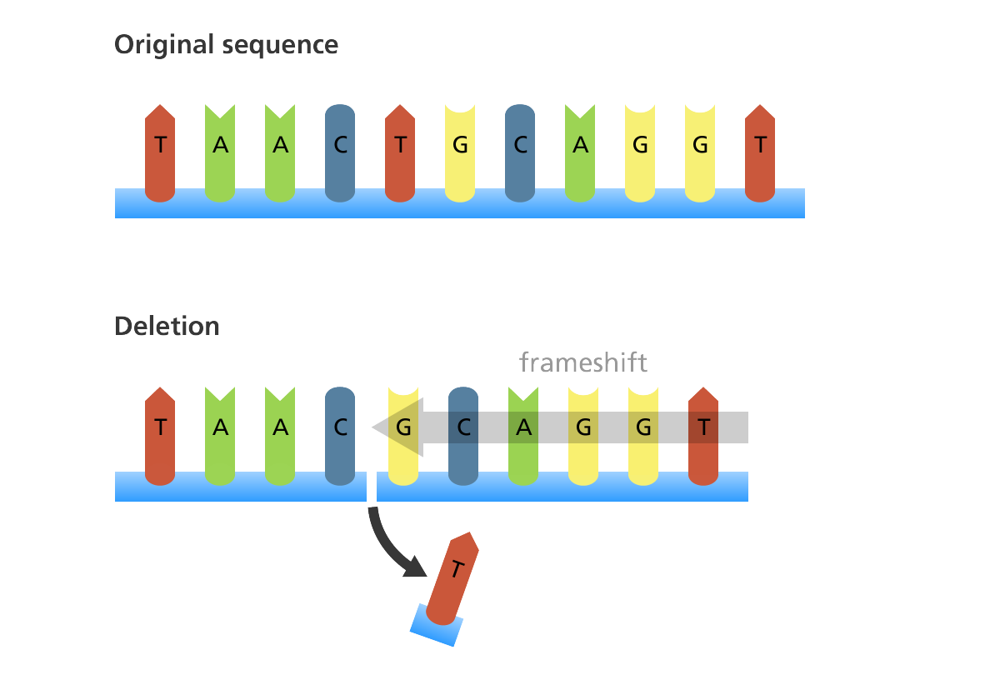 Original sequence
T A A C T G C A G G T
Deletion
frameshift
T A A C G C A G G T
T